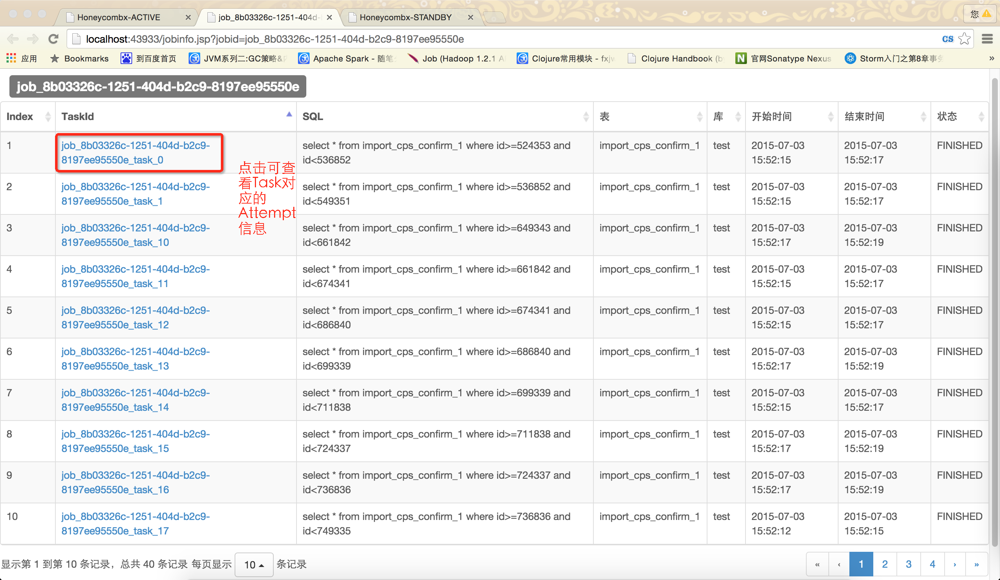 Honeycombx-ACTIVE
job_8b03326c-1251-404d-
Honeycombx-STANDBY
您
localhost:43933/jobinfo.jsp?jobid=job_8b03326c-1251-404d-b2c9-8197ee95550e
应用
Bookmarks
到百度首页
JVM系列二:GC策略&
Apache Spark - 随笔
Job (Hadoop 1.2.1 A
Clojure常用模块 - fxjw
Clojure Handbook (by
官网Sonatype Nexus
Storm入门之第8章事务
»
job_8b03326c-1251-404d-b2c9-8197ee95550e
Index TaskId SQL 表 库 开始时间 结束时间 状态
1 job_8b03326c-1251-404d-b2c9- select * from import_cps_confirm_1 where id>=524353 and import_cps_confirm_1 test 2015-07-03 2015-07-03 FINISHED
8197ee95550e_task_0 id<536852 15:52:15 15:52:17
点击可查
看Task对
应的
Attempt
信息
2 job_8b03326c-1251-404d-b2c9- select * from import_cps_confirm_1 where id>=536852 and import_cps_confirm_1 test 2015-07-03 2015-07-03 FINISHED
8197ee95550e_task_1 id<549351 15:52:15 15:52:17
3 job_8b03326c-1251-404d-b2c9- select * from import_cps_confirm_1 where id>=649343 and import_cps_confirm_1 test 2015-07-03 2015-07-03 FINISHED
8197ee95550e_task_10 id<661842 15:52:17 15:52:19
4 job_8b03326c-1251-404d-b2c9- select * from import_cps_confirm_1 where id>=661842 and import_cps_confirm_1 test 2015-07-03 2015-07-03 FINISHED
8197ee95550e_task_11 id<674341 15:52:15 15:52:17
5 job_8b03326c-1251-404d-b2c9- select * from import_cps_confirm_1 where id>=674341 and import_cps_confirm_1 test 2015-07-03 2015-07-03 FINISHED
8197ee95550e_task_12 id<686840 15:52:15 15:52:17
6 job_8b03326c-1251-404d-b2c9- select * from import_cps_confirm_1 where id>=686840 and import_cps_confirm_1 test 2015-07-03 2015-07-03 FINISHED
8197ee95550e_task_13 id<699339 15:52:17 15:52:19
7 job_8b03326c-1251-404d-b2c9- select * from import_cps_confirm_1 where id>=699339 and import_cps_confirm_1 test 2015-07-03 2015-07-03 FINISHED
8197ee95550e_task_14 id<711838 15:52:15 15:52:17
8 job_8b03326c-1251-404d-b2c9- select * from import_cps_confirm_1 where id>=711838 and import_cps_confirm_1 test 2015-07-03 2015-07-03 FINISHED
8197ee95550e_task_15 id<724337 15:52:17 15:52:19
9 job_8b03326c-1251-404d-b2c9- select * from import_cps_confirm_1 where id>=724337 and import_cps_confirm_1 test 2015-07-03 2015-07-03 FINISHED
8197ee95550e_task_16 id<736836 15:52:17 15:52:19
10 job_8b03326c-1251-404d-b2c9- select * from import_cps_confirm_1 where id>=736836 and import_cps_confirm_1 test 2015-07-03 2015-07-03 FINISHED
8197ee95550e_task_17 id<749335 15:52:12 15:52:15
显示第 1 到第 10 条记录，总共 40 条记录 每页显示 10 条记录
« ‹ 1 2 3 4 › »